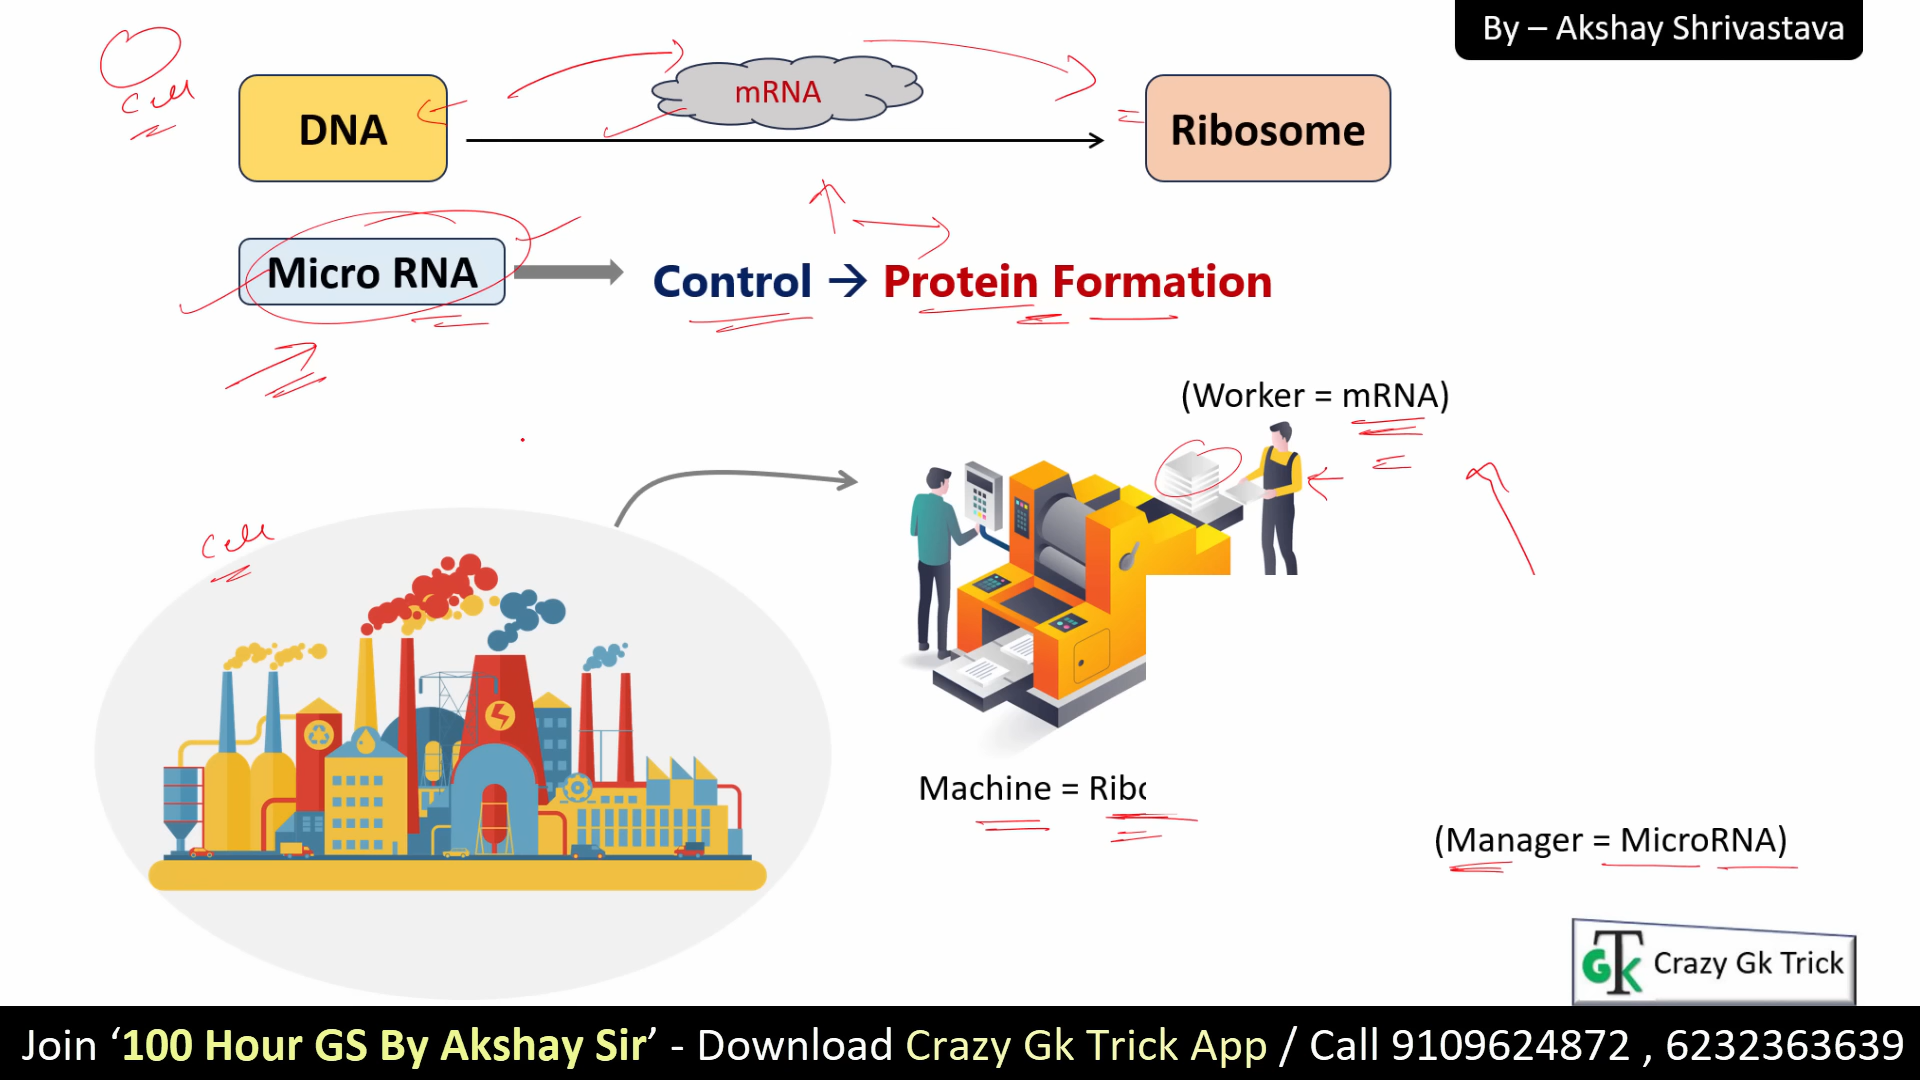 By – Akshay Shrivastava
cell
DNA
mRNA
Ribosome
Micro RNA
Control → Protein Formation
(Worker = mRNA)
cell
Machine = Ribo
(Manager = MicroRNA)
GTK Crazy Gk Trick
Join ‘100 Hour GS By Akshay Sir’ - Download Crazy Gk Trick App / Call 9109624872 , 6232363639